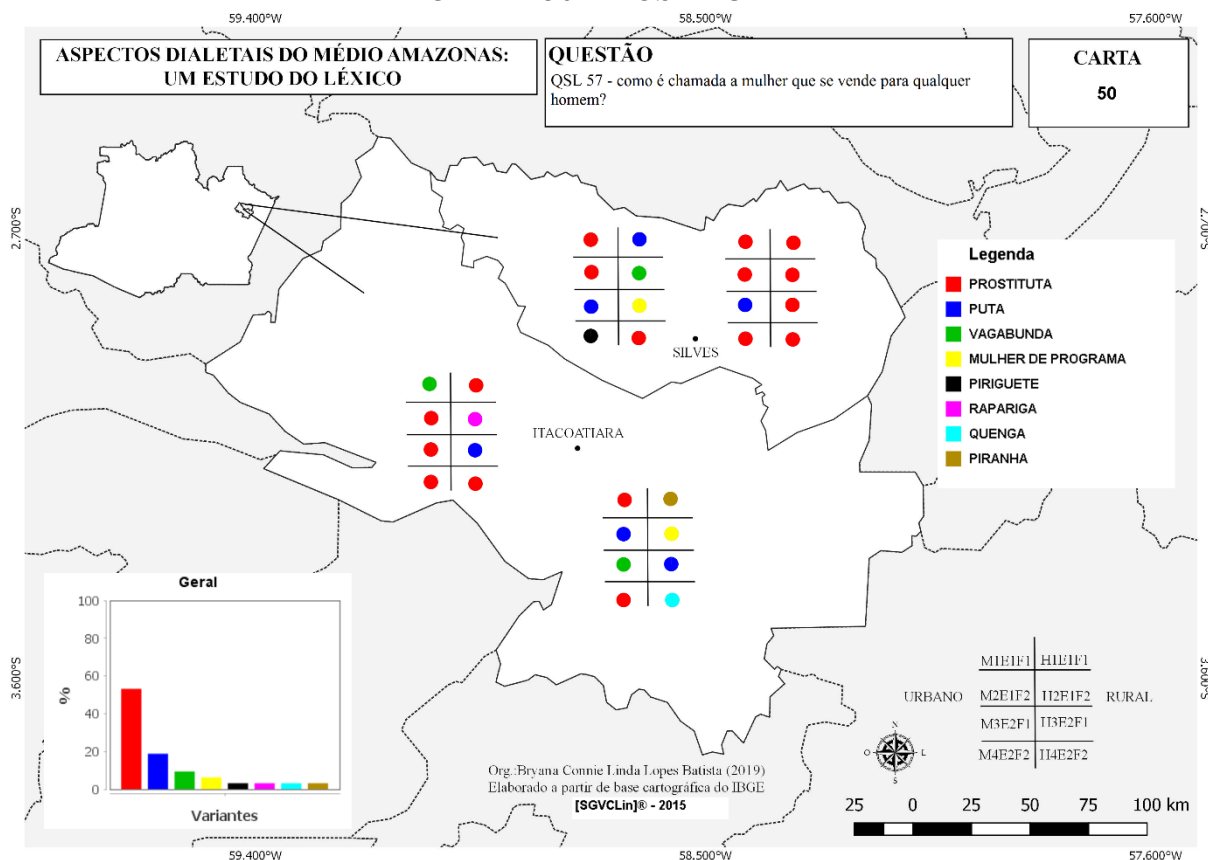 59.400°W 58.500°W 57.600°W
ASPECTOS DIALETAIS DO MÉDIO AMAZONAS:
UM ESTUDO DO LÉXICO
QUESTÃO
QSL 57 - como é chamada a mulher que se vende para qualquer
homem?
CARTA
50
2.700°S
2.700°S
Legenda
PROSTITUTA
PUTA
VAGABUNDA
MULHER DE PROGRAMA
PIRIGUETE
RAPARIGA
QUENGA
PIRANHA
SILVES
ITACOATIARA
Geral
100
80
60
40
20
0
%
Variantes
3.600°S
3.600°S
M1E1F1 H1E1F1
URBANO M2E1F2 H2E1F2 RURAL
M3E2F1 H3E2F1
M4E2F2 H4E2F2
N
O L
S
Org.:Bryana Connie Linda Lopes Batista (2019)
Elaborado a partir de base cartográfica do IBGE
[SGVCLin]® - 2015
25 0 25 50 75 100 km
59.400°W 58.500°W 57.600°W